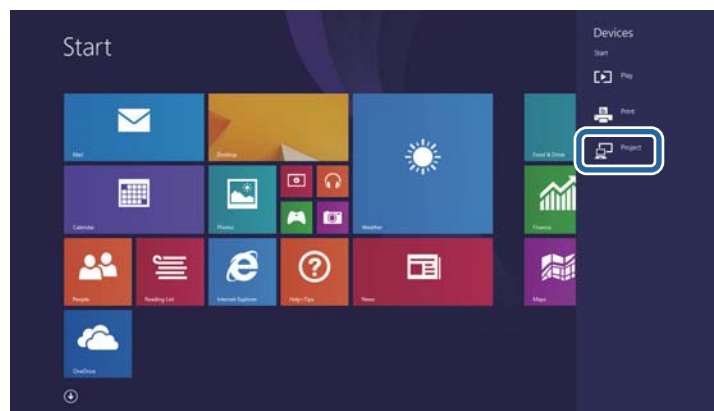 Start
Devices
Start
Play
Print
Project
Mail
Desktop
Food & Drink
Calendar
Photos
Weather
Finance
People
Reading List
Internet Explorer
Help+Tips
News
Maps
OneDrive